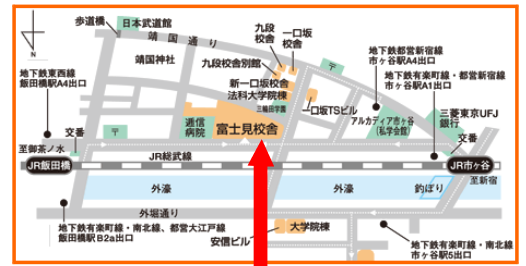 歩道橋
日本武道館
靖国通り
靖国神社
九段
校舎
一口坂
校舎
九段校舎別館
新一口坂校舎
法科大学院棟
三輪田学園
一口坂TSビル
地下鉄都営新宿線
市ヶ谷駅A4出口
地下鉄有楽町線・都営新宿線
市ヶ谷駅A1出口
地下鉄東西線
飯田橋駅A4出口
〒
〒
逓信
病院
富士見校舎
アルカディア市ヶ谷
(私学会館)
三菱東京UFJ
銀行
交番
交番
至御茶ノ水
JR飯田橋
JR総武線
JR市ヶ谷
至新宿
外濠
外濠
釣ぼり
外堀通り
地下鉄有楽町線・南北線、都営大江戸線
飯田橋駅B2a出口
安信ビル
大学院棟
地下鉄有楽町線・南北線
市ヶ谷駅5出口
N